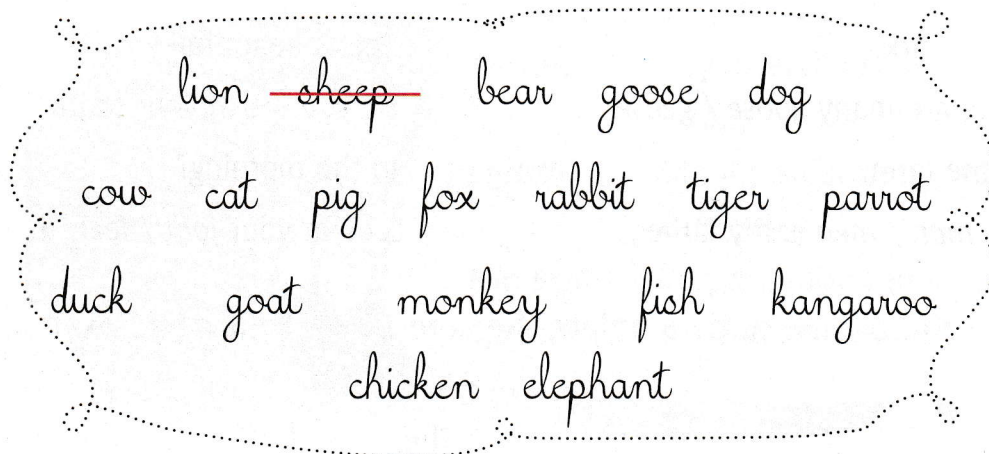 lion sheep bear goose dog
cow cat pig fox rabbit tiger parrot
duck goat monkey fish kangaroo
chicken elephant